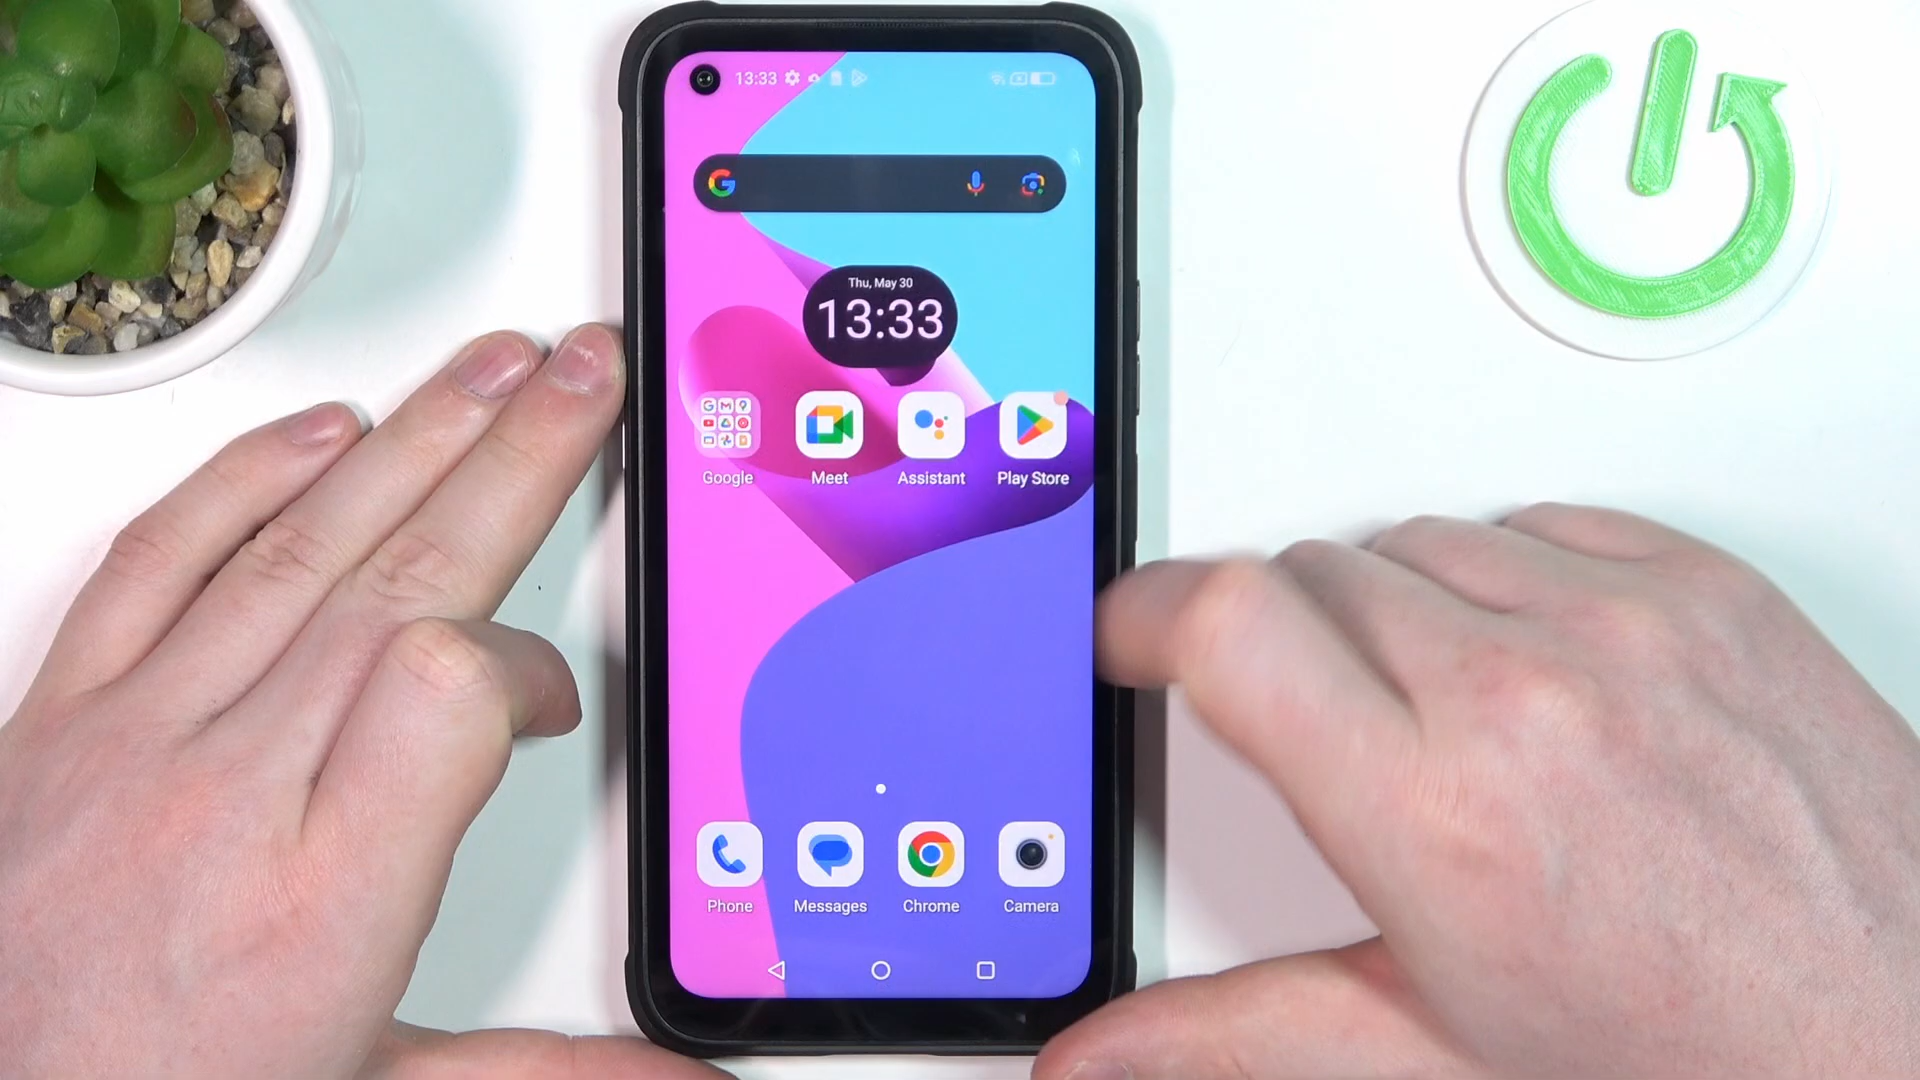 13:33
Thu, May 30
13:33
Google
Meet
Assistant
Play Store
Phone
Messages
Chrome
Camera